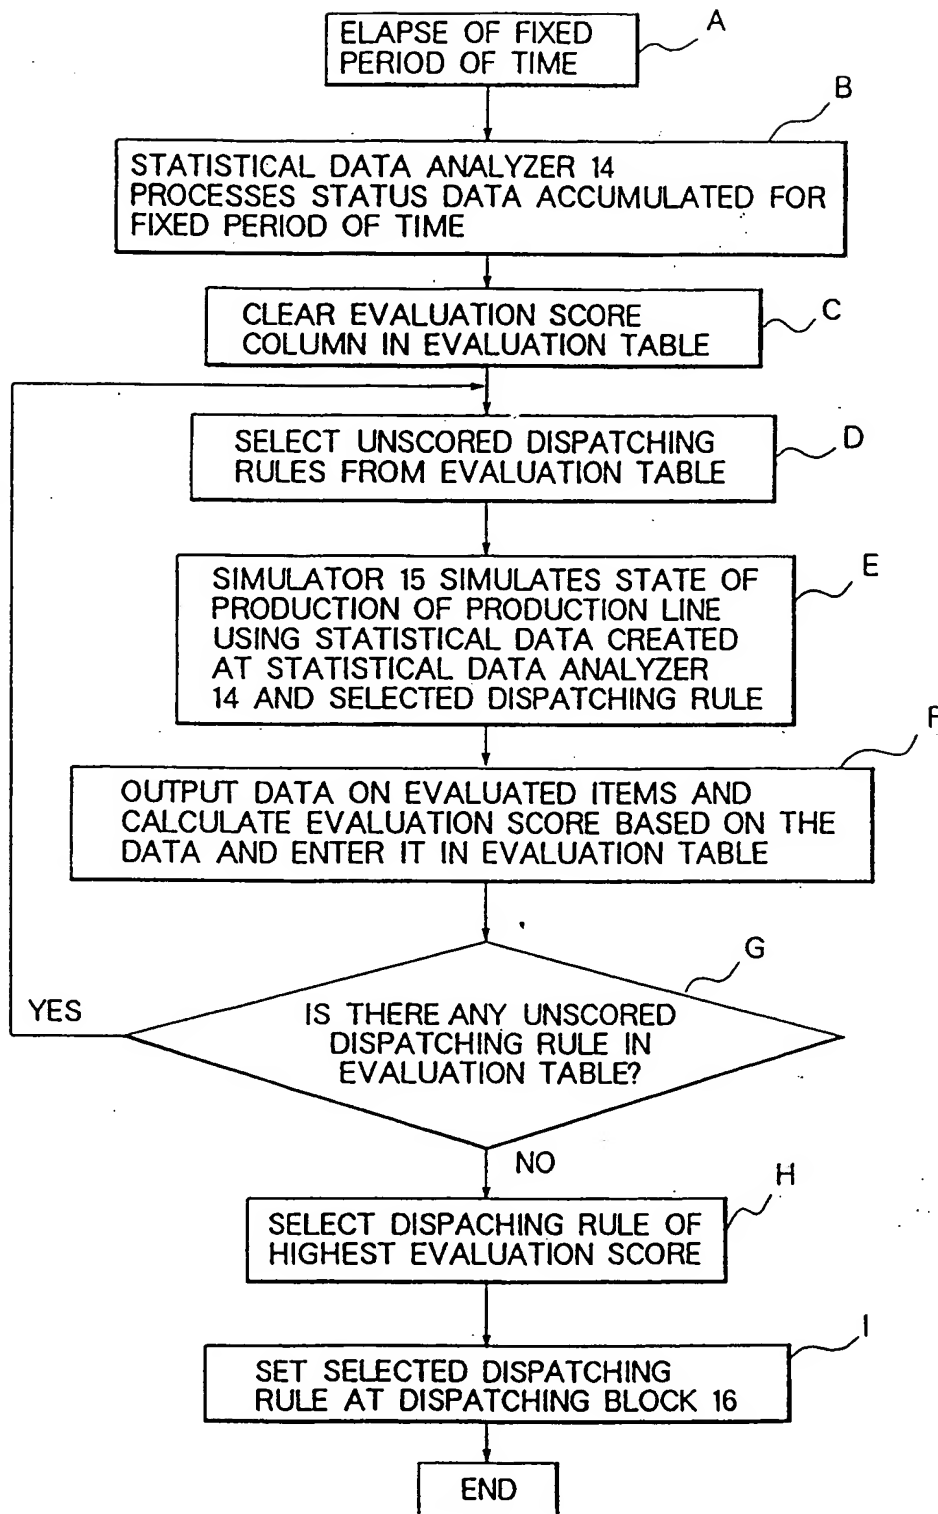 ELAPSE OF FIXED
PERIOD OF TIME
A
B
STATISTICAL DATA ANALYZER 14
PROCESSES STATUS DATA ACCUMULATED FOR
FIXED PERIOD OF TIME
CLEAR EVALUATION SCORE
COLUMN IN EVALUATION TABLE
C
SELECT UNSCORED DISPATCHING
RULES FROM EVALUATION TABLE
D
SIMULATOR 15 SIMULATES STATE OF
PRODUCTION OF PRODUCTION LINE
USING STATISTICAL DATA CREATED
AT STATISTICAL DATA ANALYZER
14 AND SELECTED DISPATCHING RULE
E
F
OUTPUT DATA ON EVALUATED ITEMS AND
CALCULATE EVALUATION SCORE BASED ON THE
DATA AND ENTER IT IN EVALUATION TABLE
G
YES
IS THERE ANY UNSCORED
DISPATCHING RULE IN
EVALUATION TABLE?
NO
H
SELECT DISPACHING RULE OF
HIGHEST EVALUATION SCORE
I
SET SELECTED DISPATCHING
RULE AT DISPATCHING BLOCK 16
END